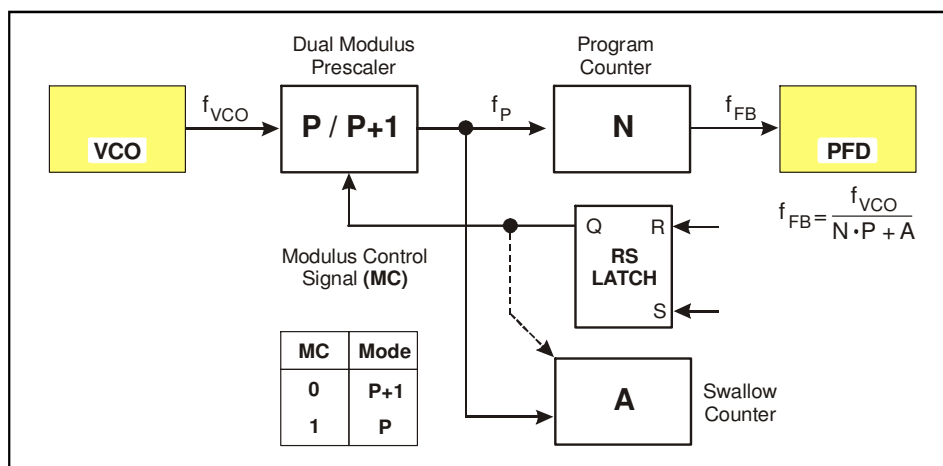 Dual Modulus
Prescaler
Program
Counter
VCO
f_VCO
P / P+1
f_P
N
f_FB
PFD
f_FB = f_VCO / N·P + A
Modulus Control
Signal (MC)
Q
R
RS
LATCH
S
MC Mode
0 P+1
1 P
A
Swallow
Counter